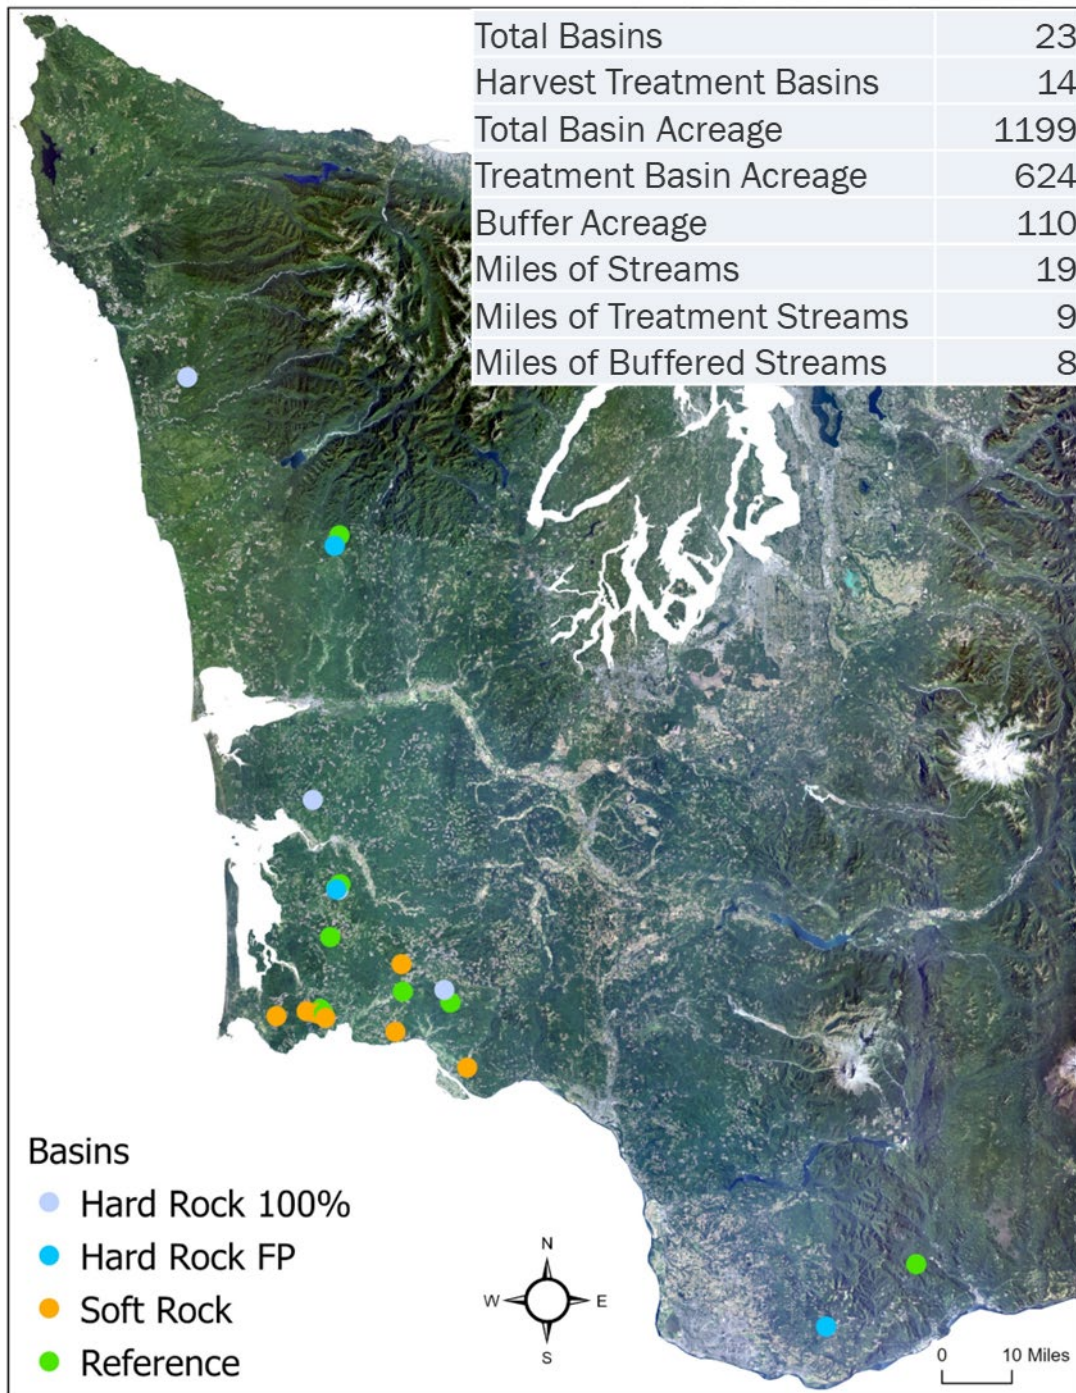 Total Basins 23
Harvest Treatment Basins 14
Total Basin Acreage 1199
Treatment Basin Acreage 624
Buffer Acreage 110
Miles of Streams 19
Miles of Treatment Streams 9
Miles of Buffered Streams 8
Basins
Hard Rock 100%
Hard Rock FP
Soft Rock
Reference
N
W E
S
0 10 Miles